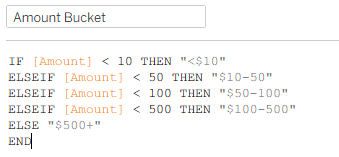 Amount Bucket
IF [Amount] < 10 THEN "<$10"
ELSEIF [Amount] < 50 THEN "$10-50"
ELSEIF [Amount] < 100 THEN "$50-100"
ELSEIF [Amount] < 500 THEN "$100-500"
ELSE "$500+"
END